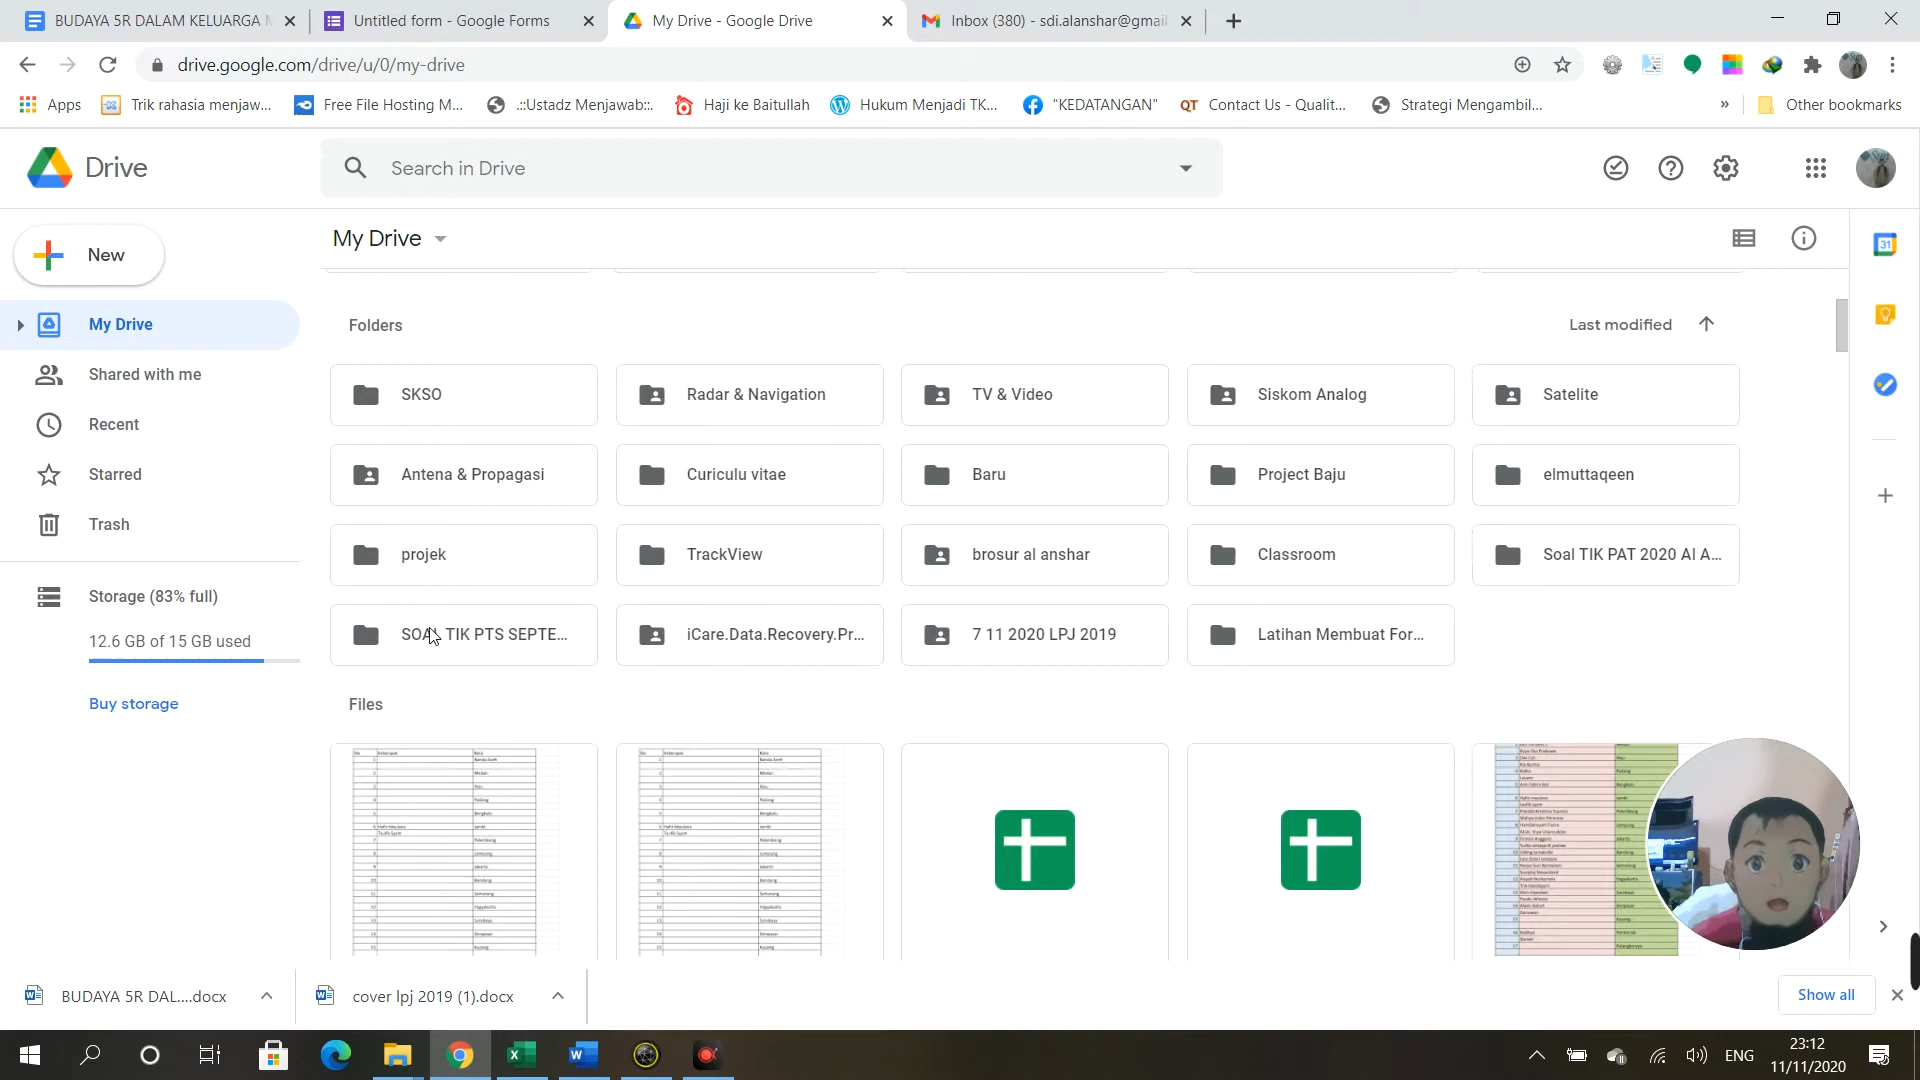 BUDAYA 5R DALAM KELUARGA
Untitled form - Google Forms
My Drive - Google Drive
Inbox (380) - sdi.alanshar@gmail
drive.google.com/drive/u/0/my-drive
Apps
Trik rahasia menjaw...
Free File Hosting M...
.::Ustadz Menjawab::.
Haji ke Baitullah
Hukum Menjadi TK...
"KEDATANGAN"
QT Contact Us - Qualit...
Strategi Mengambil...
»
Other bookmarks
Drive
Search in Drive
New
My Drive
My Drive
Shared with me
Recent
Starred
Trash
Storage (83% full)
12.6 GB of 15 GB used
Buy storage
Folders
Last modified
SKSO
Radar & Navigation
TV & Video
Siskom Analog
Satelite
Antena & Propagasi
Curiculu vitae
Baru
Project Baju
elmuttaqeen
projek
TrackView
brosur al anshar
Classroom
Soal TIK PAT 2020 Al A...
SOAL TIK PTS SEPTE...
iCare.Data.Recovery.Pr...
7 11 2020 LPJ 2019
Latihan Membuat For...
Files
31
BUDAYA 5R DAL....docx
cover lpj 2019 (1).docx
Show all
ENG
23:12
11/11/2020